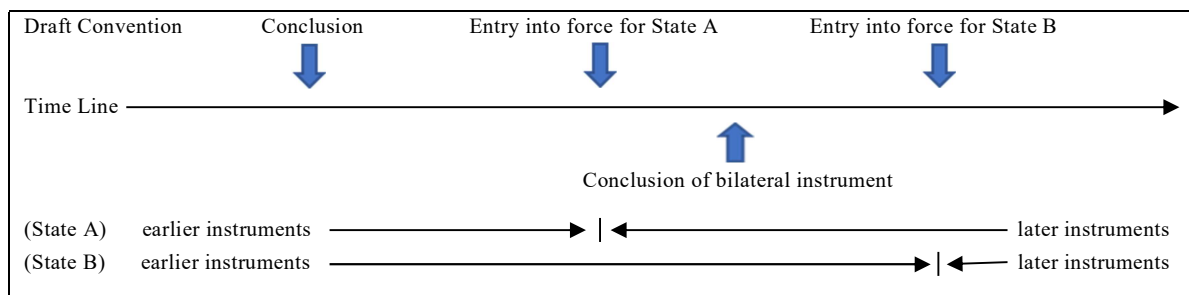 Draft Convention Conclusion Entry into force for State A Entry into force for State B
Time Line
Conclusion of bilateral instrument
(State A) earlier instruments later instruments
(State B) earlier instruments later instruments